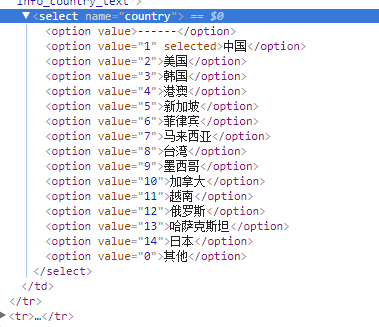 info_country_text">
▼<select name="country"> == $0
<option value>------</option>
<option value="1" selected>中国</option>
<option value="2">美国</option>
<option value="3">韩国</option>
<option value="4">港澳</option>
<option value="5">新加坡</option>
<option value="6">菲律宾</option>
<option value="7">马来西亚</option>
<option value="8">台湾</option>
<option value="9">墨西哥</option>
<option value="10">加拿大</option>
<option value="11">越南</option>
<option value="12">俄罗斯</option>
<option value="13">哈萨克斯坦</option>
<option value="14">日本</option>
<option value="0">其他</option>
</select>
</td>
</tr>
▶<tr>…</tr>